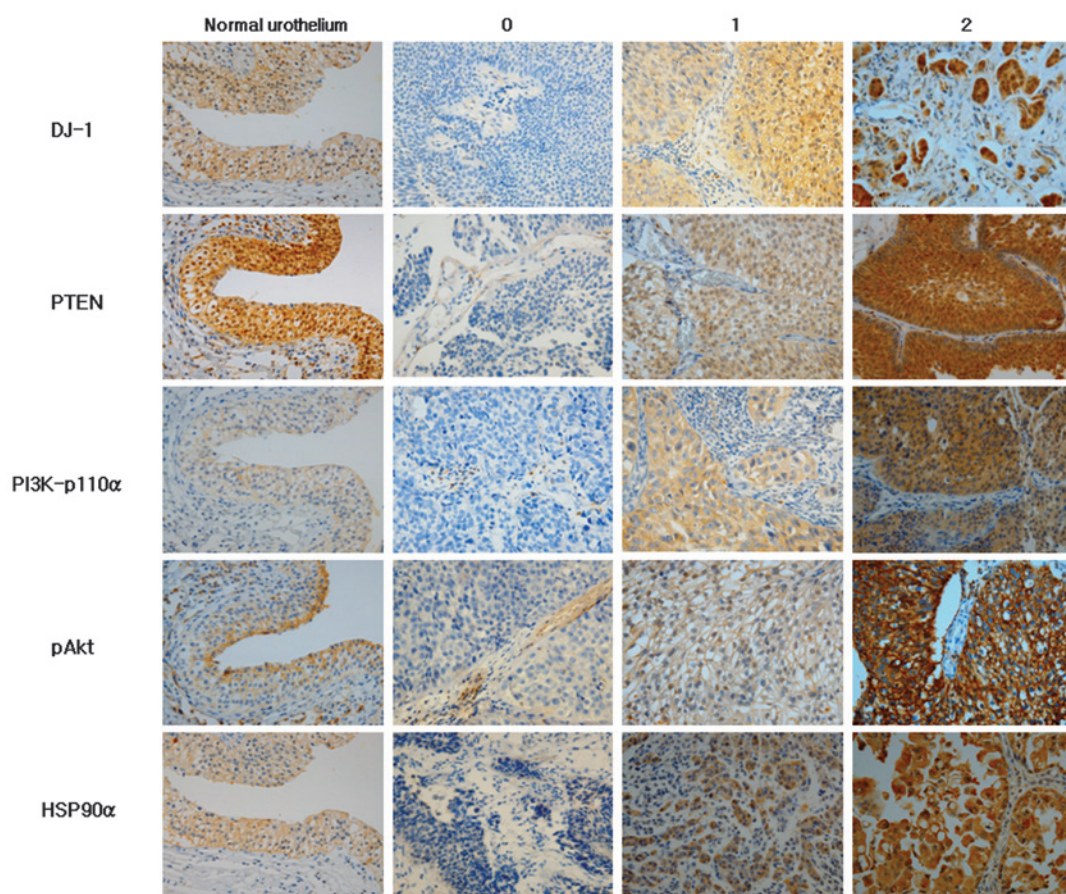 Normal urothelium 0 1 2
DJ-1
PTEN
PI3K-p110α
pAkt
HSP90α